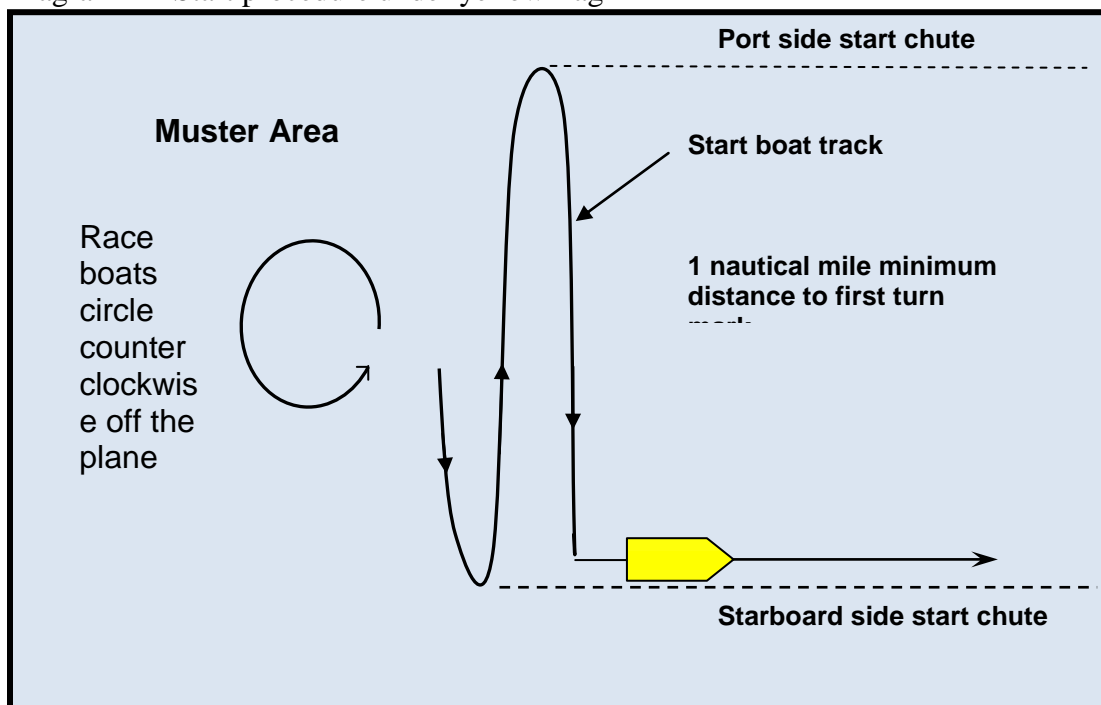 Port side start chute
Muster Area
Start boat track
Race
boats
circle
counter
clockwis
e off the
plane
1 nautical mile minimum
distance to first turn
Starboard side start chute